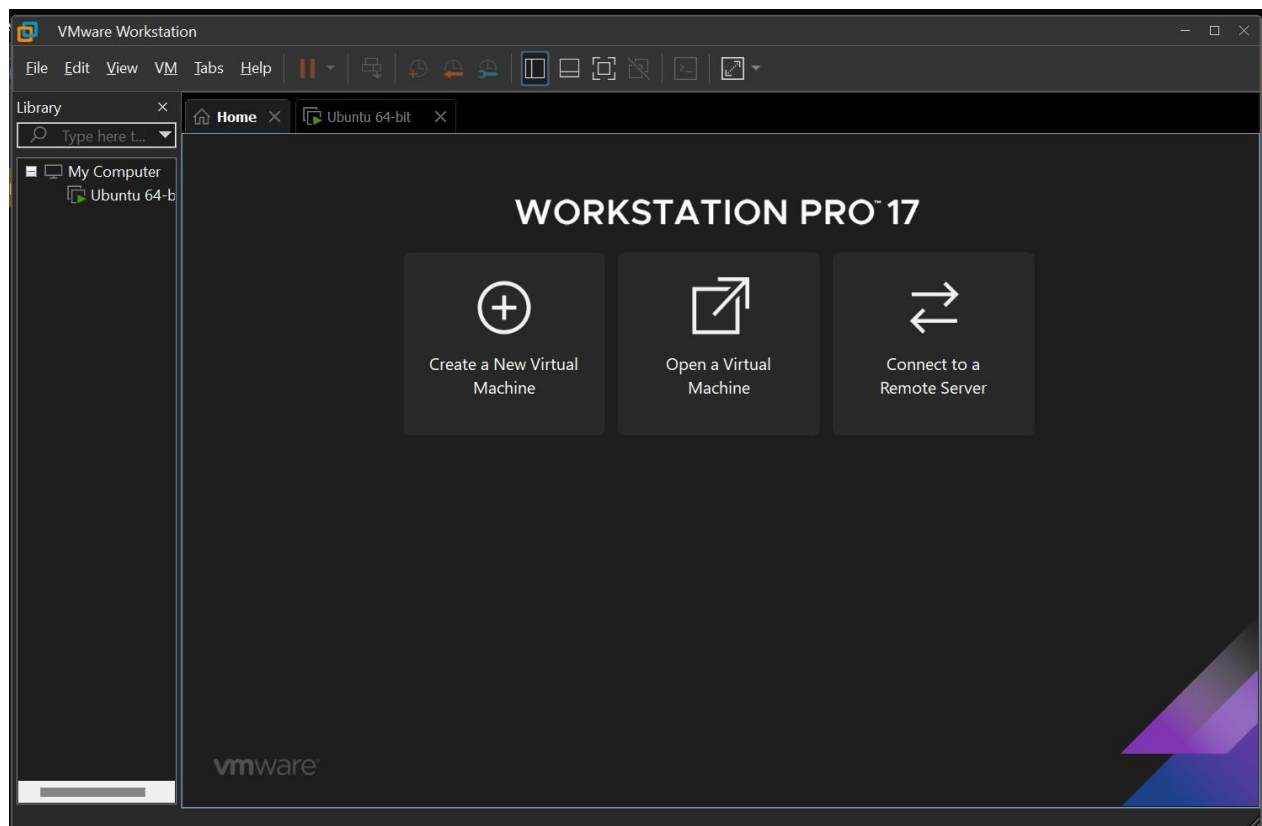 VMware Workstation
File Edit View VM Tabs Help
Library
Type here t...
My Computer
Ubuntu 64-b
Home
Ubuntu 64-bit
WORKSTATION PRO™ 17
Create a New Virtual
Machine
Open a Virtual
Machine
Connect to a
Remote Server
vmware®